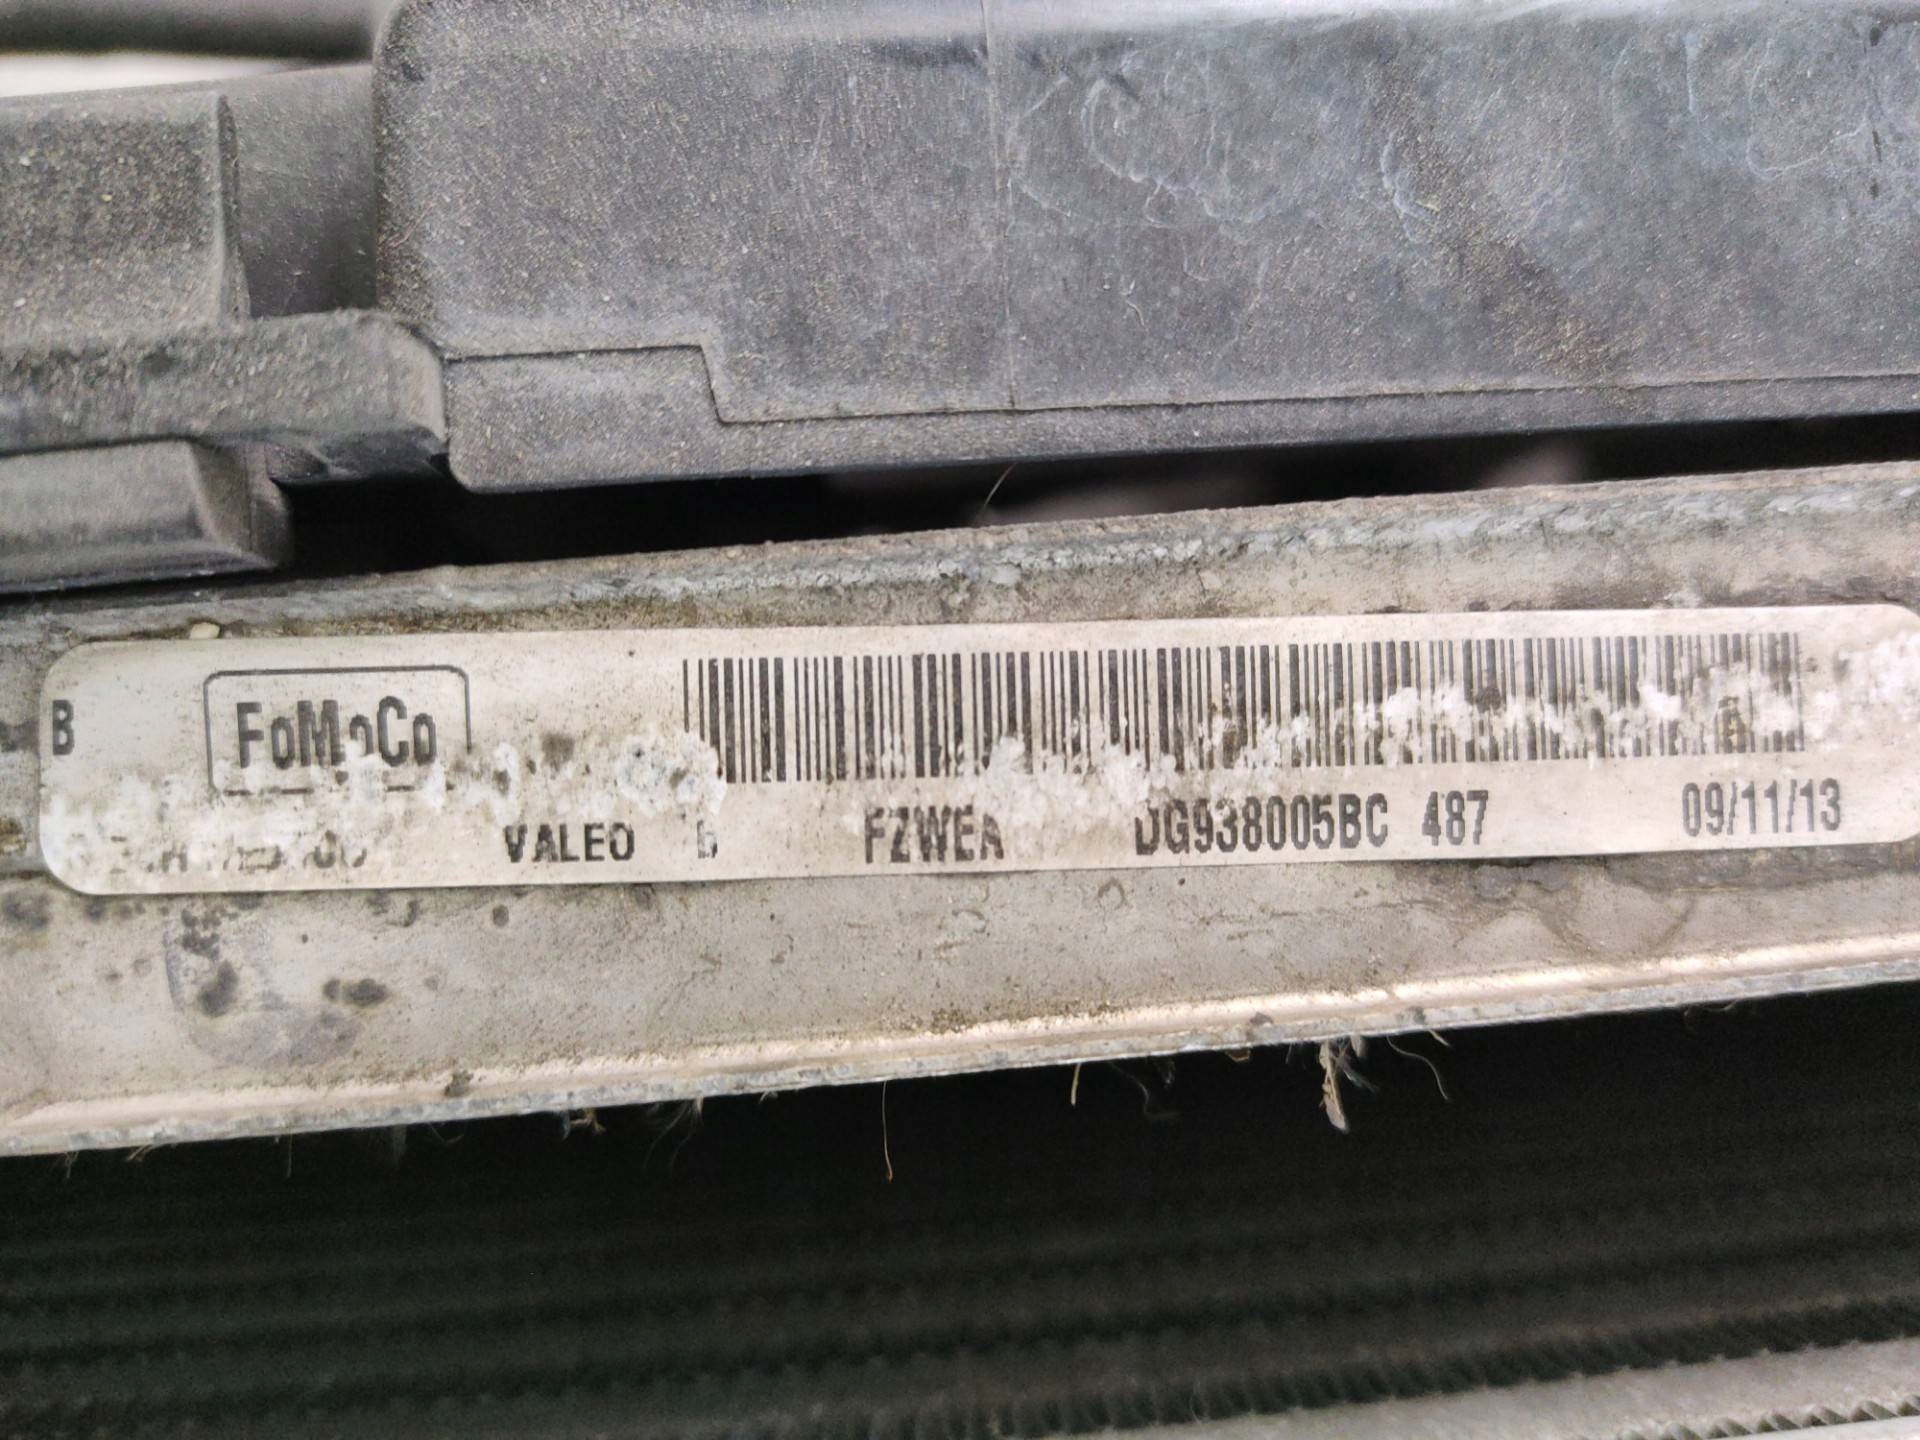 B
FoMoCo
VALEO B FZWEA DG938005BC 487 09/11/13